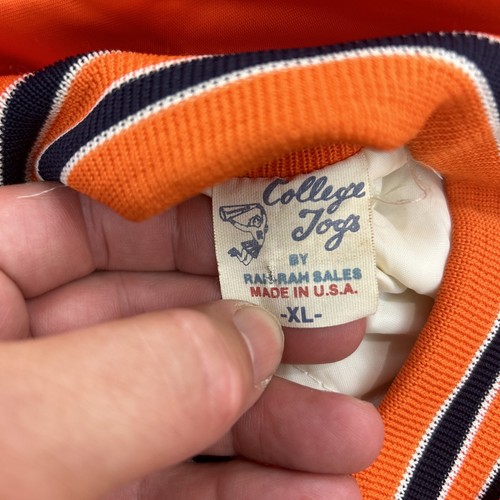 College
Togs
BY
RAH-RAH SALES
MADE IN U.S.A.
-XL-